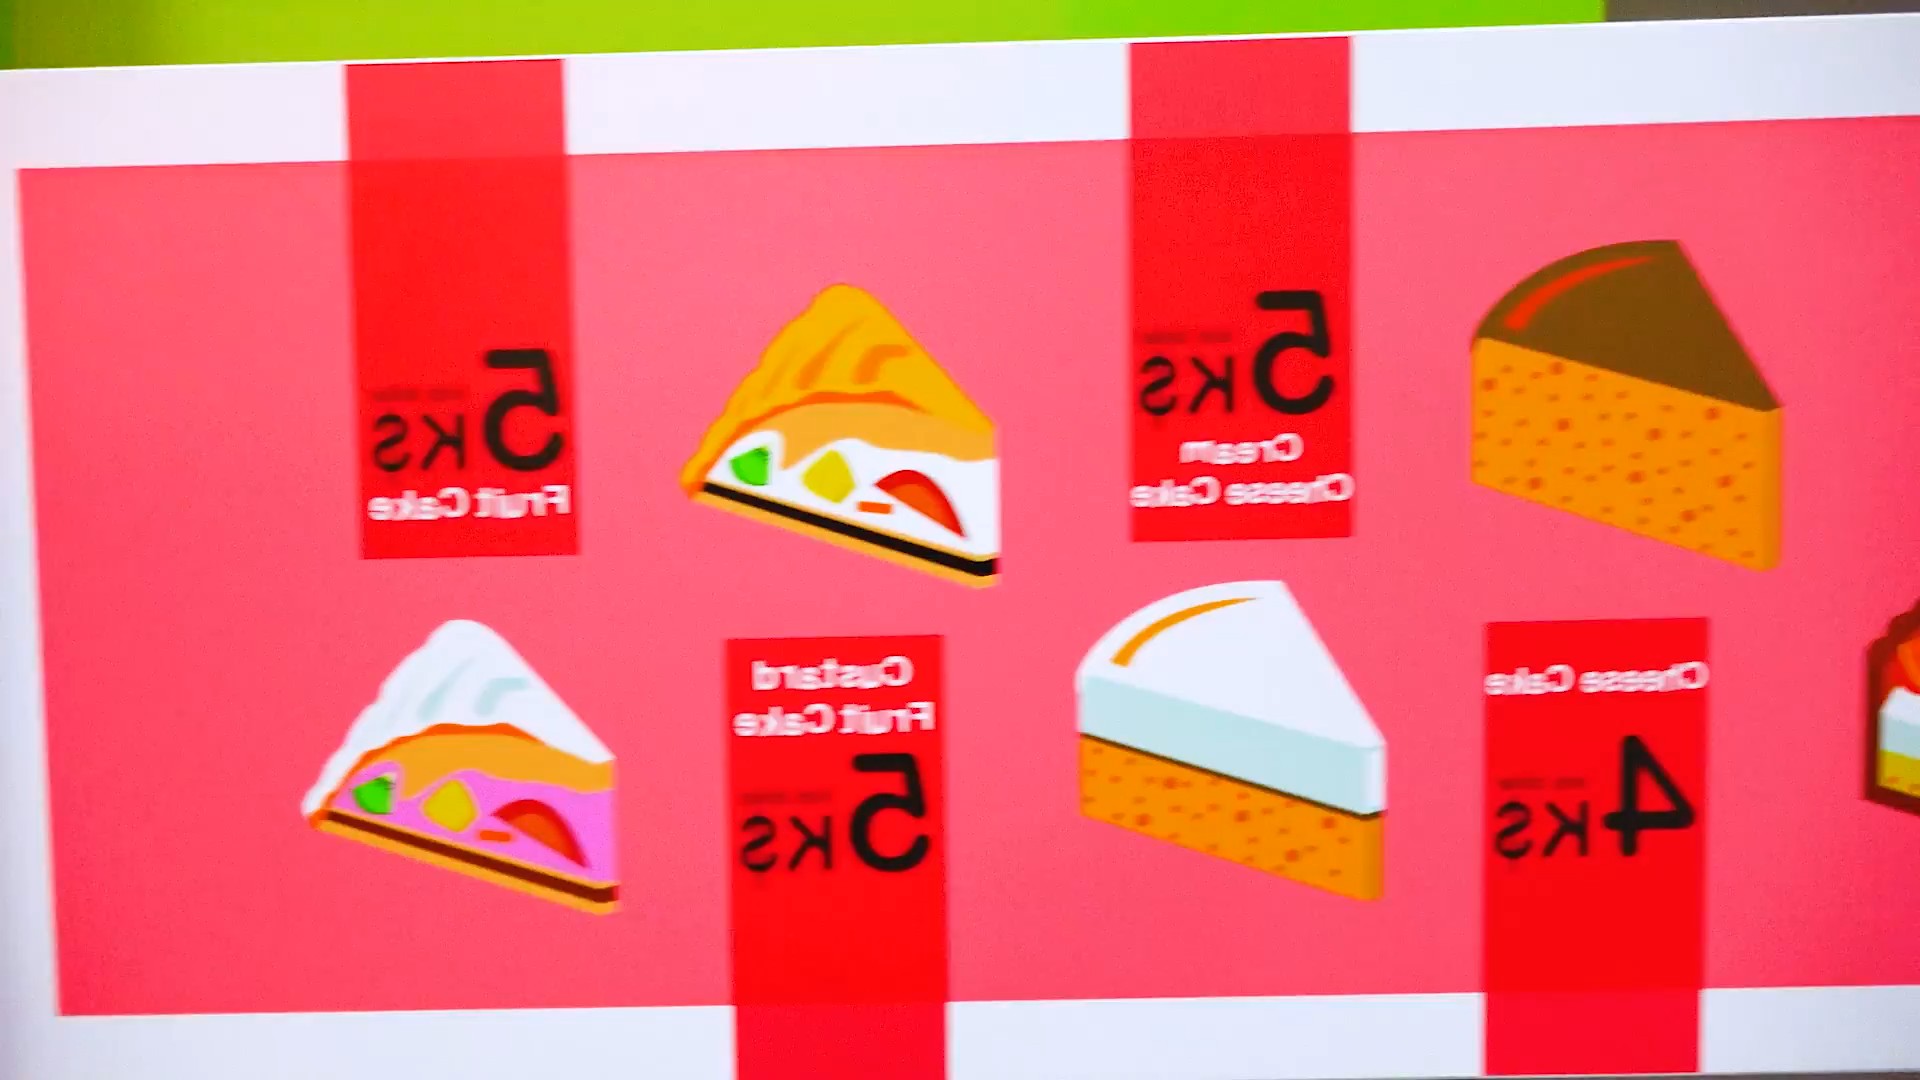 5KS
Fruit Cake
5KS
Cream
Cheese Cake
Custard
Fruit Cake
5KS
Cheese Cake
4KS